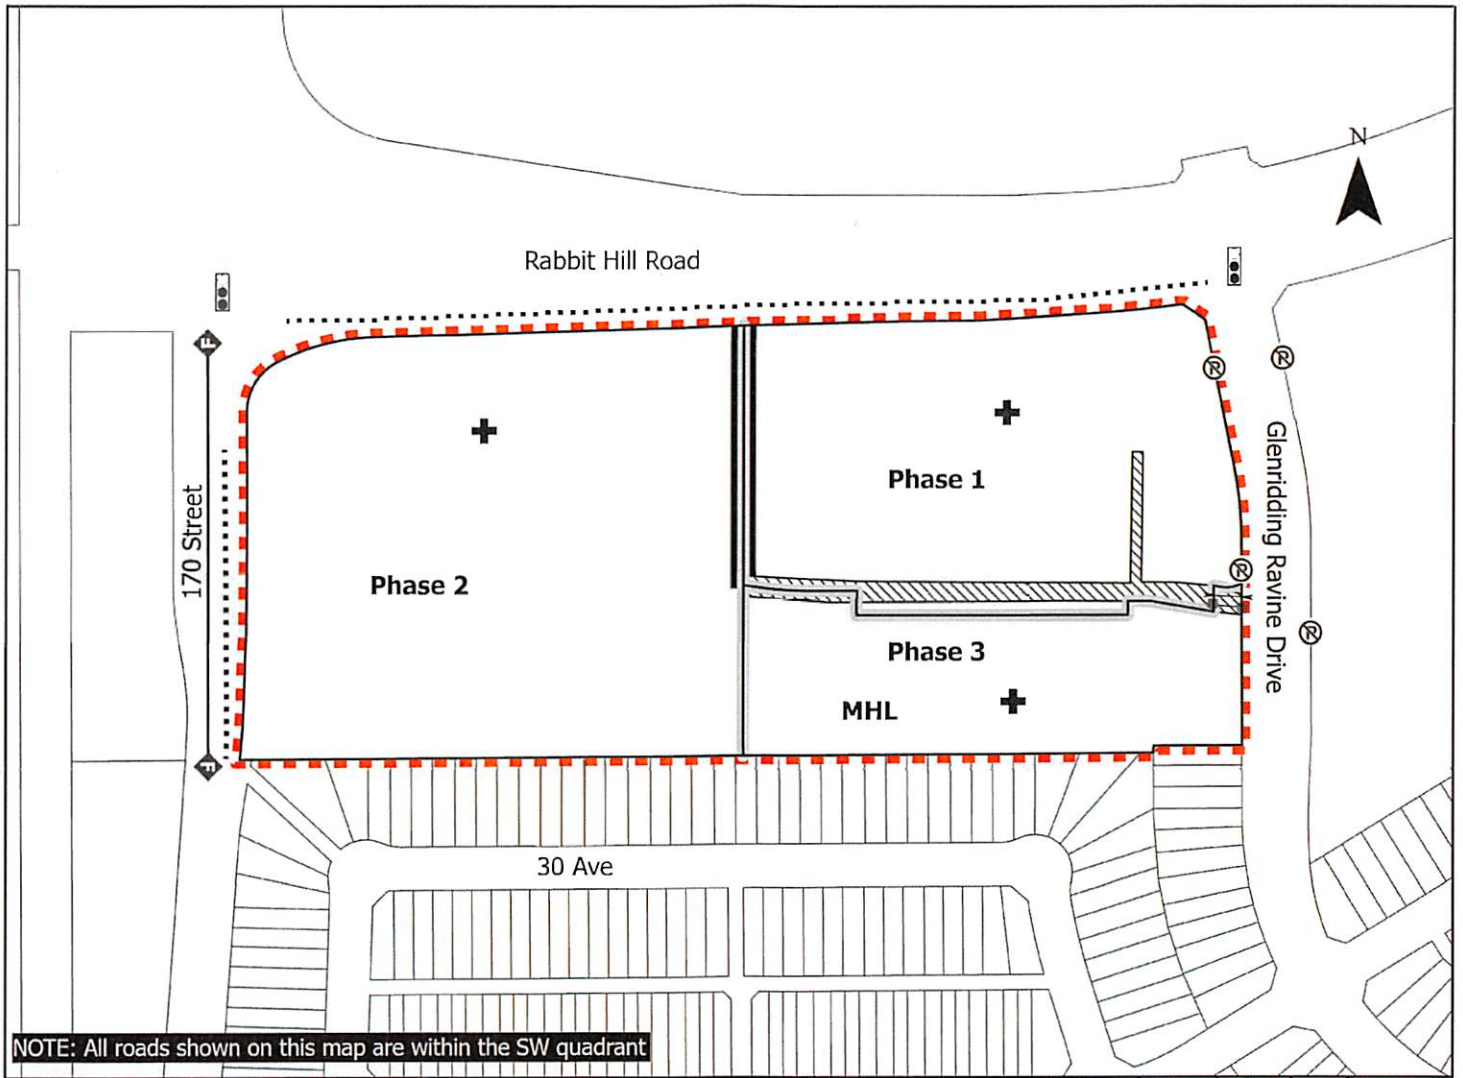 N
Rabbit Hill Road
F
R
R
Phase 1
Glenridding Ravine Drive
170 Street
Phase 2
R
R
Phase 3
MHL
F
30 Ave
NOTE: All roads shown on this map are within the SW quadrant